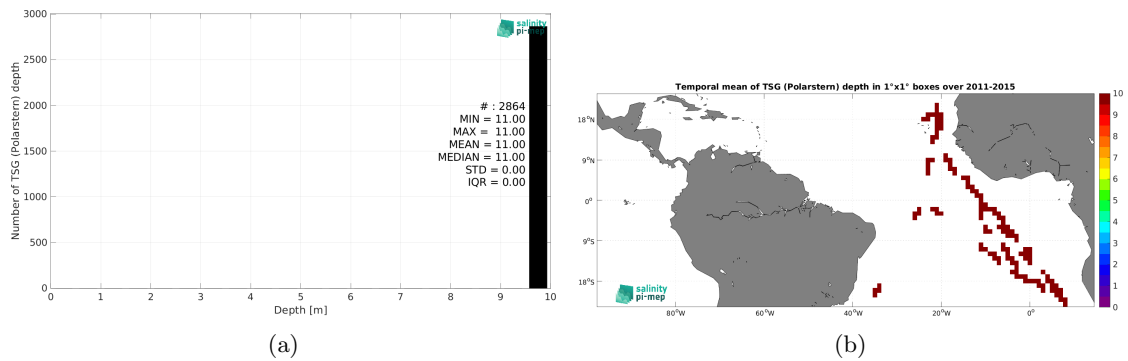 3000
2500
2000
1500
1000
500
0
Number of TSG (Polarstern) depth
salinity
pi-mep
# : 2864
MIN = 11.00
MAX = 11.00
MEAN = 11.00
MEDIAN = 11.00
STD = 0.00
IQR = 0.00
0 1 2 3 4 5 6 7 8 9 10
Depth [m]
(a)
Temporal mean of TSG (Polarstern) depth in 1°x1° boxes over 2011-2015
18°N
9°N
0°
9°S
18°S
80°W 60°W 40°W 20°W 0°
salinity
pi-mep
10
9
8
7
6
5
4
3
2
1
0
(b)